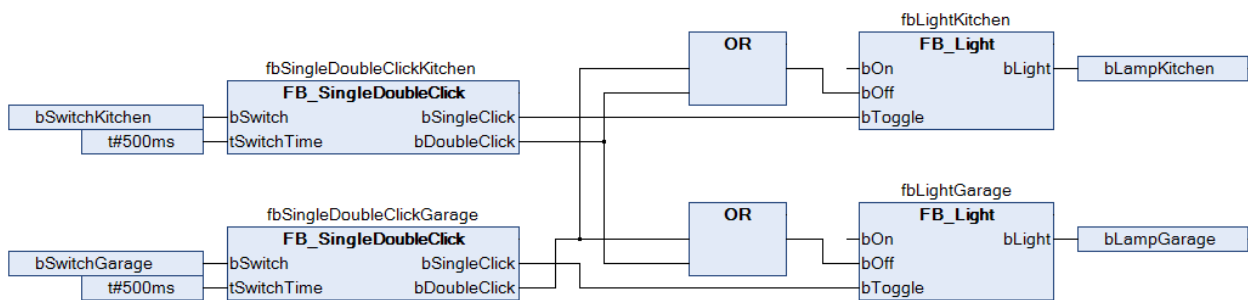 fbLightKitchen
OR
FB_Light
fbSingleDoubleClickKitchen
bOn
bLight
bLampKitchen
FB_SingleDoubleClick
bOff
bSwitchKitchen
bSwitch
bSingleClick
bToggle
t#500ms
tSwitchTime
bDoubleClick
fbLightGarage
fbSingleDoubleClickGarage
OR
FB_Light
FB_SingleDoubleClick
bOn
bLight
bLampGarage
bSwitchGarage
bSwitch
bSingleClick
bOff
t#500ms
tSwitchTime
bDoubleClick
bToggle